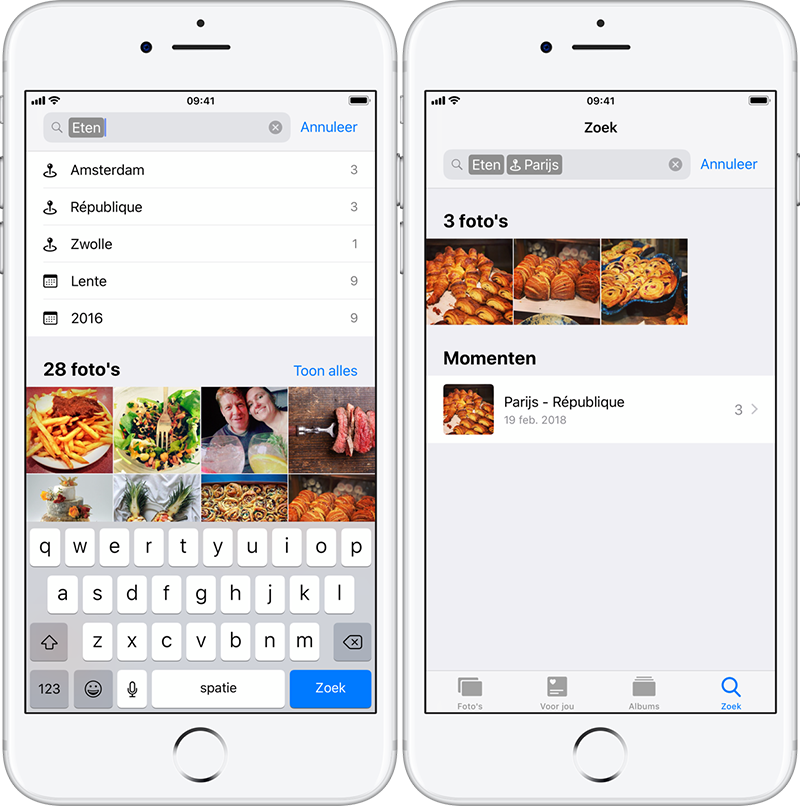 09:41
Eten
Annuleer
Amsterdam 3
République 3
Zwolle 1
Lente 9
2016 9
28 foto's Toon alles
q w e r t y u i o p
a s d f g h j k l
z x c v b n m
123 spatie Zoek
09:41
Zoek
Eten Parijs Annuleer
3 foto's
Momenten
Parijs - République
19 feb. 2018
3
Foto's Voor jou Albums Zoek